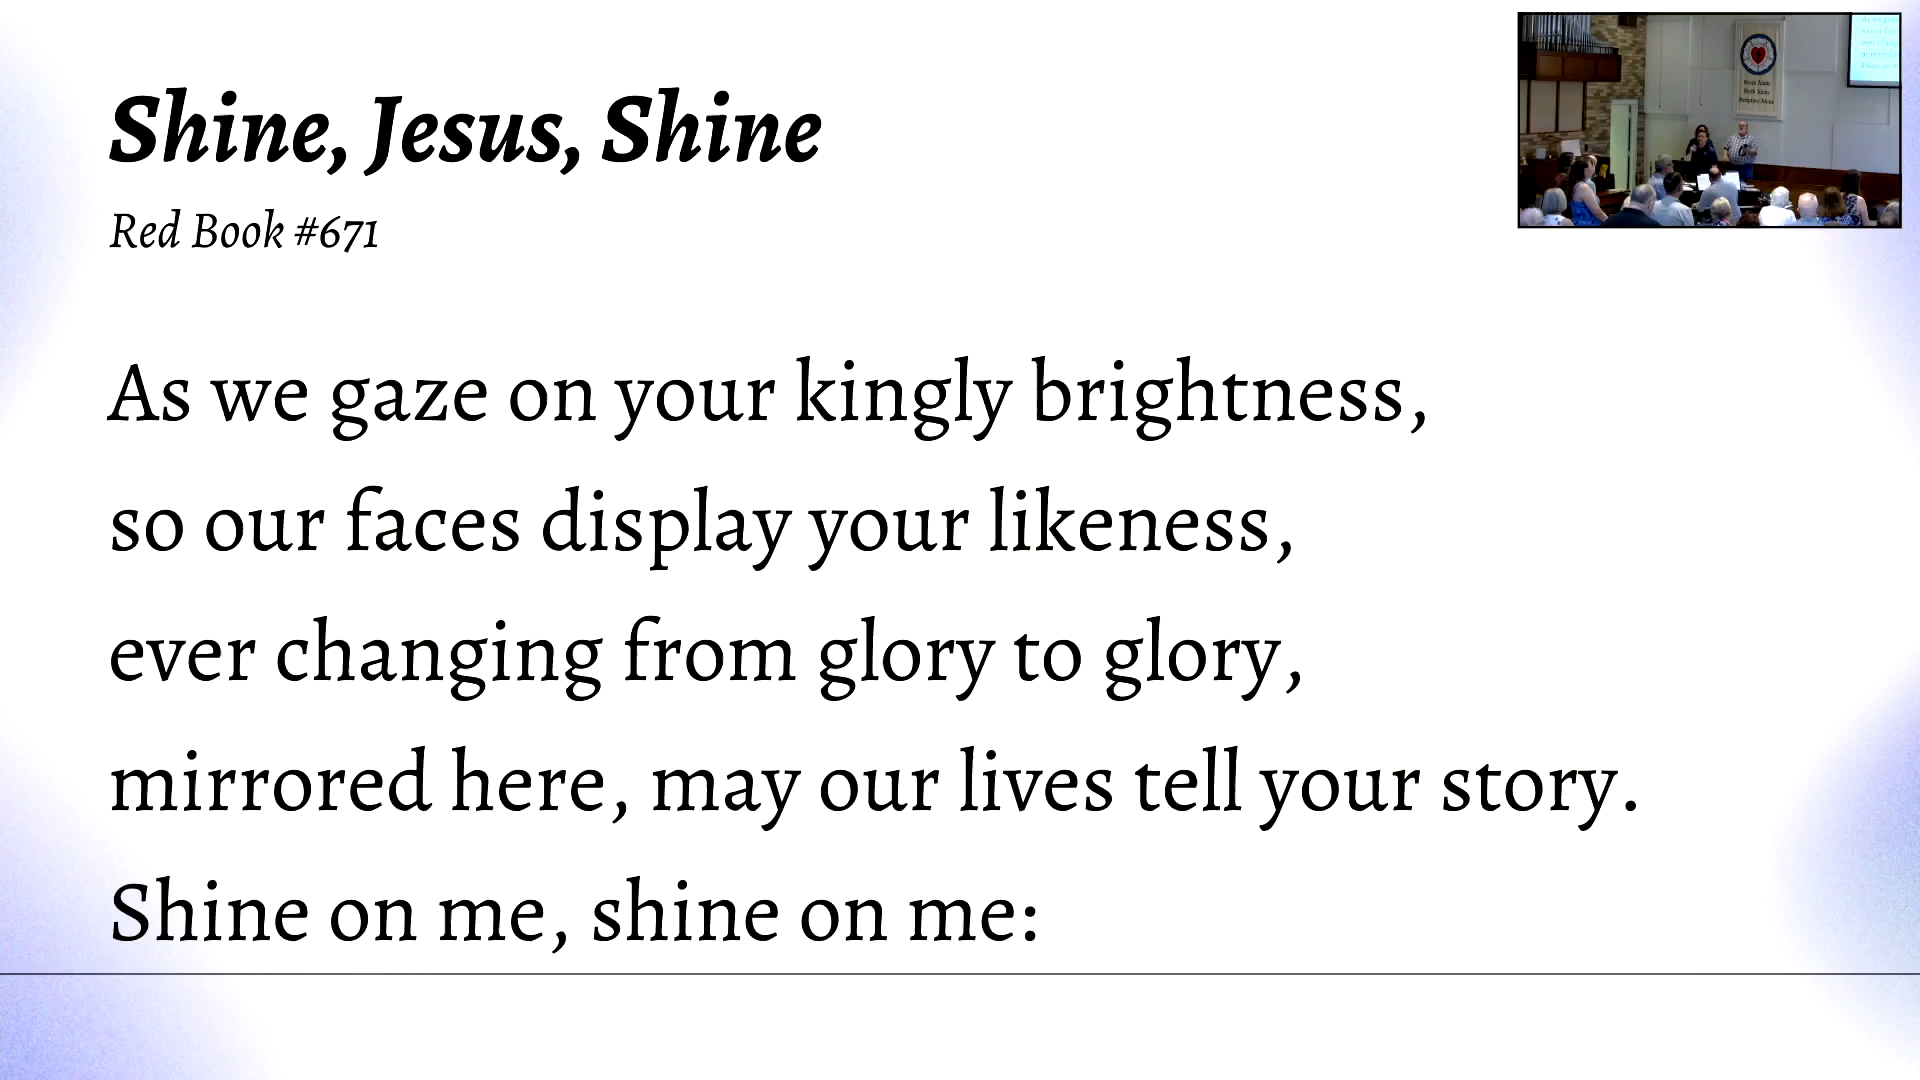 Shine, Jesus, Shine
Red Book #671
As we gaze on your kingly brightness,
so our faces display your likeness,
ever changing from glory to glory,
mirrored here, may our lives tell your story.
Shine on me, shine on me: